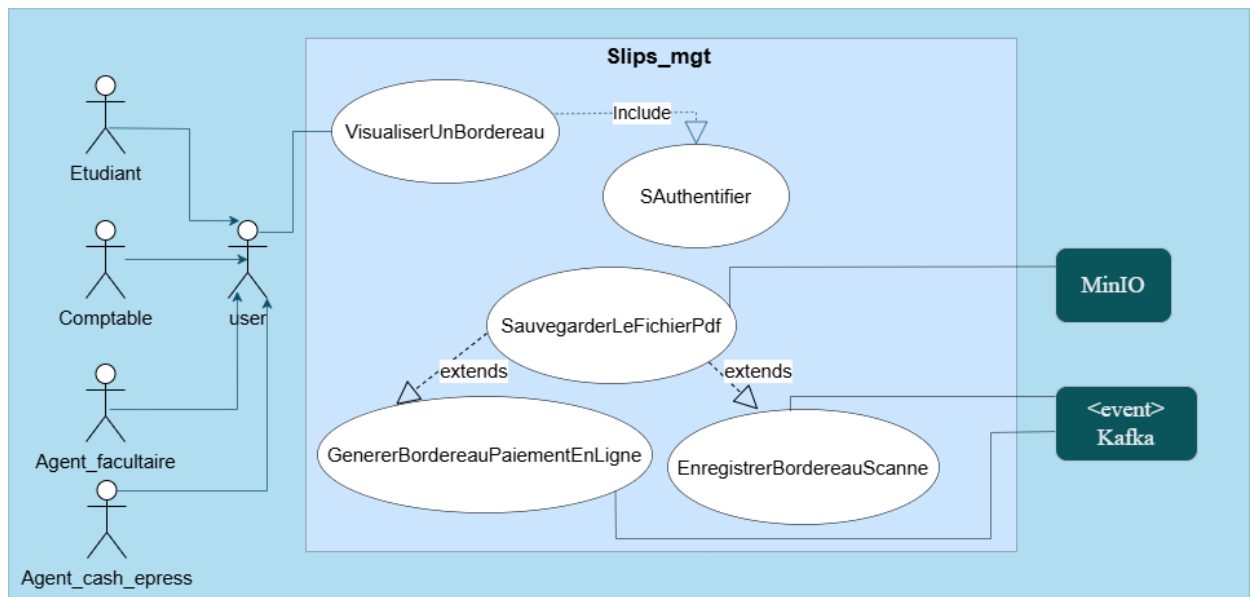 Slips_mgt
VisualiserUnBordereau
Include
SAuthentifier
Etudiant
Comptable
user
Agent_facultaire
Agent_cash_epress
SauvegarderLeFichierPdf
extends
extends
GenererBordereauPaiementEnLigne
EnregistrerBordereauScanne
MinIO
<event>
Kafka